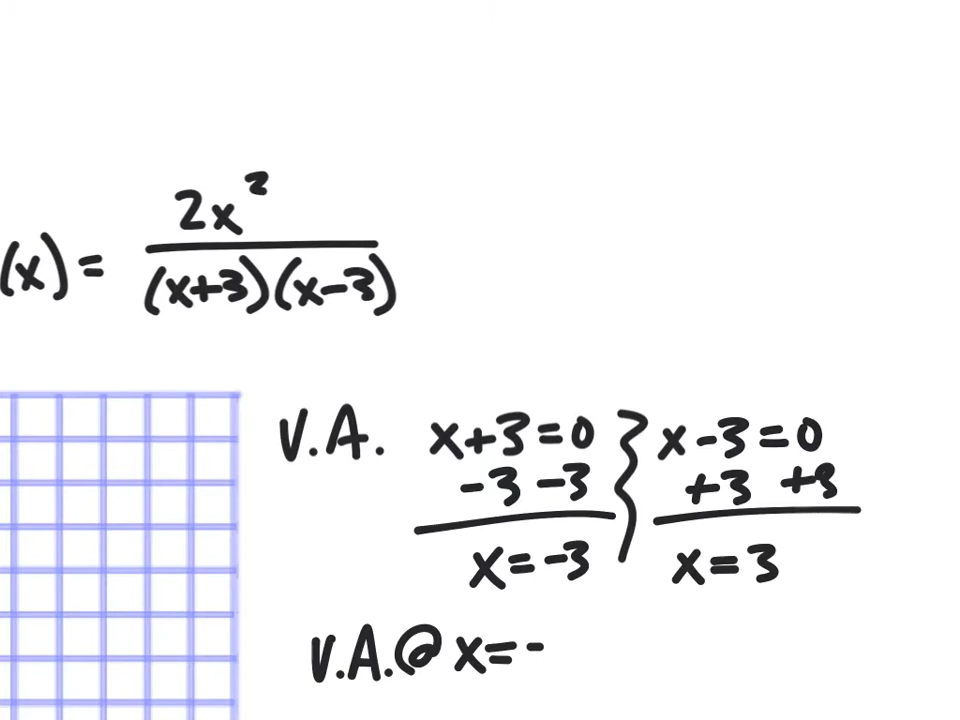 (x) = 2x²
(x+3)(x-3)
V.A. x+3=0 x-3=0
-3 -3 +3 +3
x=-3 x=3
V.A.@ x=-